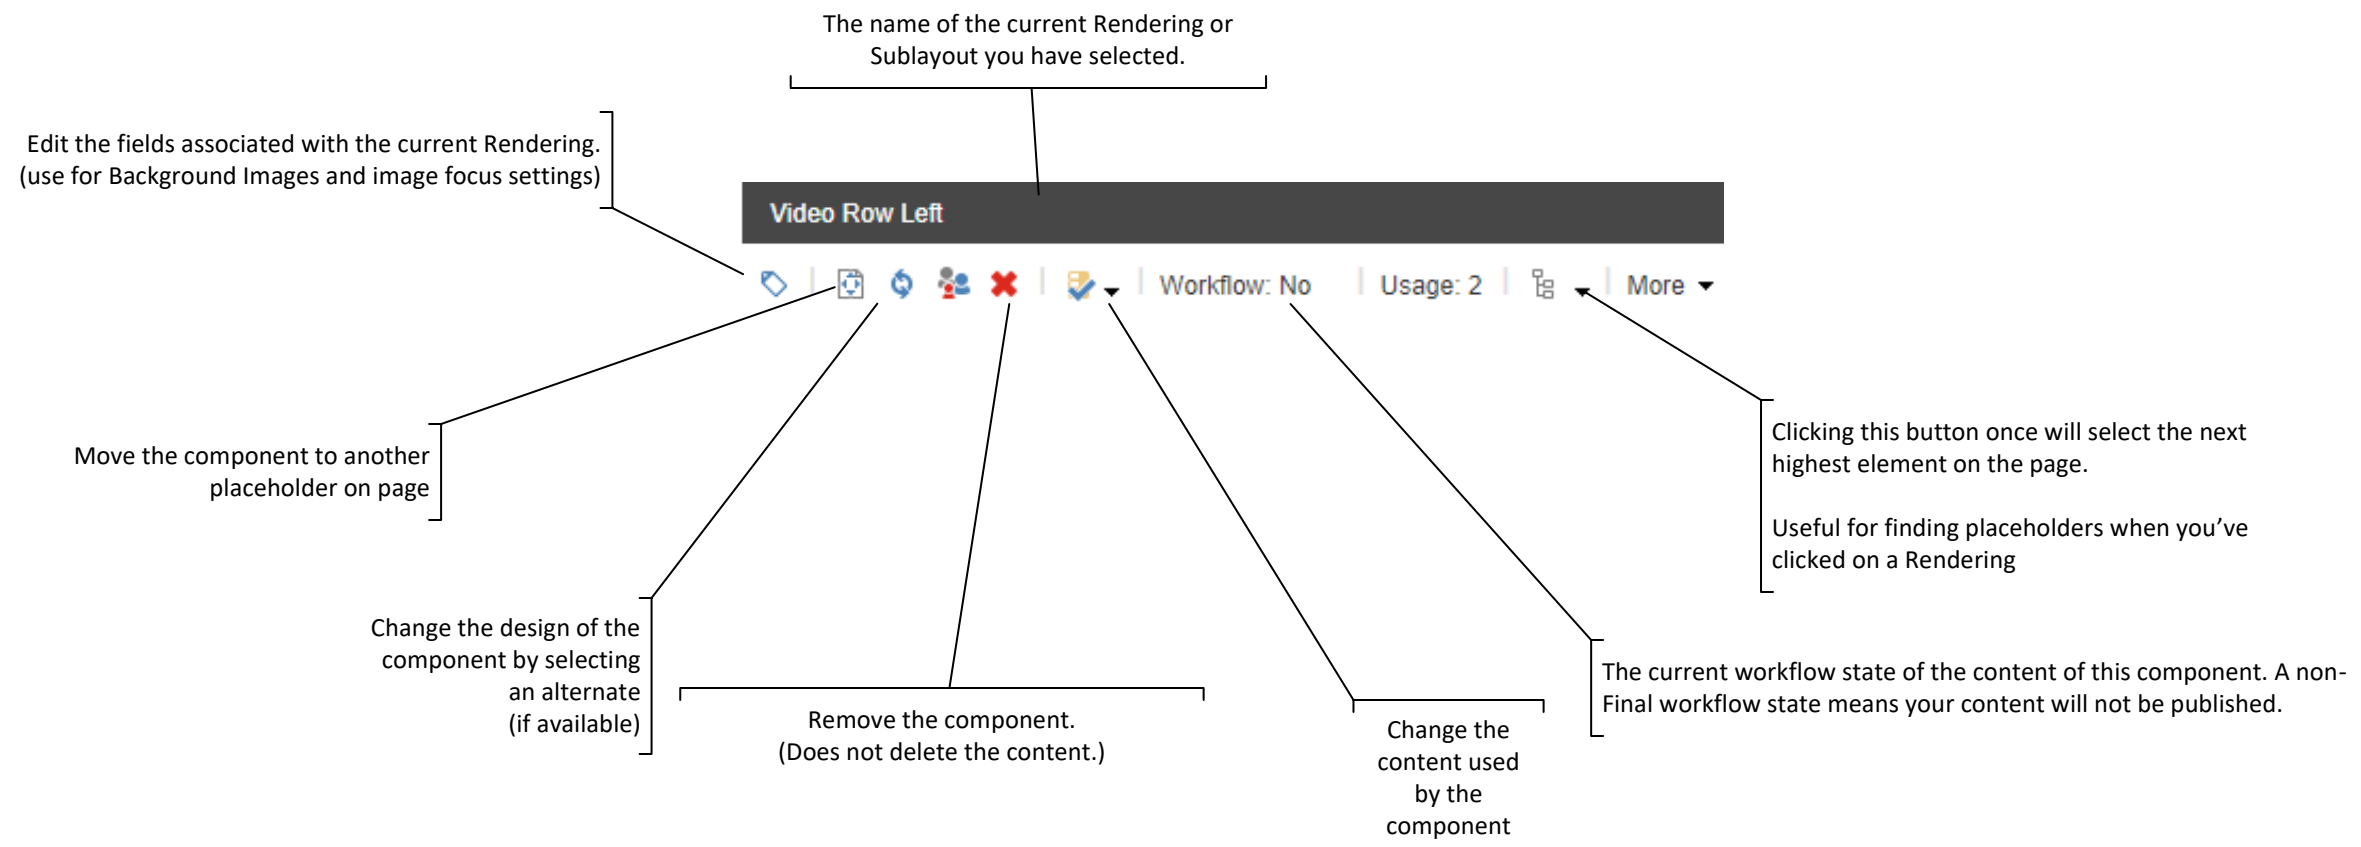 The name of the current Rendering or
Sublayout you have selected.
Edit the fields associated with the current Rendering.
(use for Background Images and image focus settings)
Video Row Left
Workflow: No
Usage: 2
More
Move the component to another
placeholder on page
Clicking this button once will select the next
highest element on the page.
Useful for finding placeholders when you’ve
clicked on a Rendering
Change the design of the
component by selecting
an alternate
(if available)
Remove the component.
(Does not delete the content.)
Change the
content used
by the
component
The current workflow state of the content of this component. A non-
Final workflow state means your content will not be published.